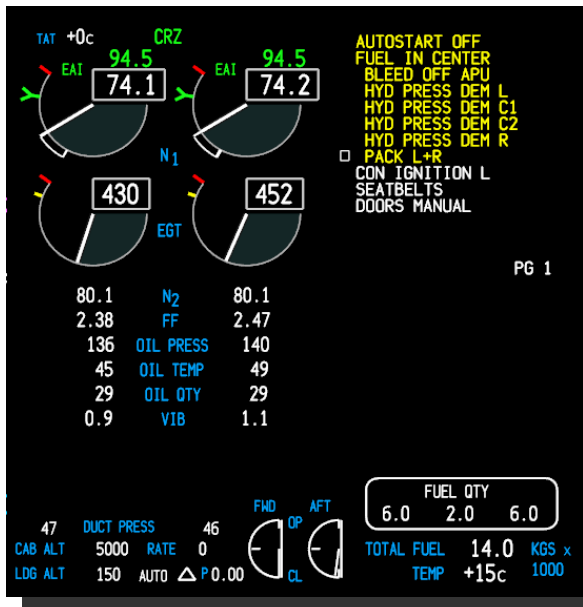 TAT +0c CRZ
94.5 94.5
EAI EAI
74.1 74.2
N1
430 452
EGT
80.1 N2 80.1
2.38 FF 2.47
136 OIL PRESS 140
45 OIL TEMP 49
29 OIL QTY 29
0.9 VIB 1.1
AUTOSTART OFF
FUEL IN CENTER
BLEED OFF APU
HYD PRESS DEM L
HYD PRESS DEM C1
HYD PRESS DEM C2
HYD PRESS DEM R
□ PACK L+R
CON IGNITION L
SEATBELTS
DOORS MANUAL
PG 1
47 DUCT PRESS 46
CAB ALT 5000 RATE 0
LDG ALT 150 AUTO △ P 0.00
FWD AFT
OP
CL
FUEL QTY
6.0 2.0 6.0
TOTAL FUEL 14.0 KGS x
TEMP +15c 1000